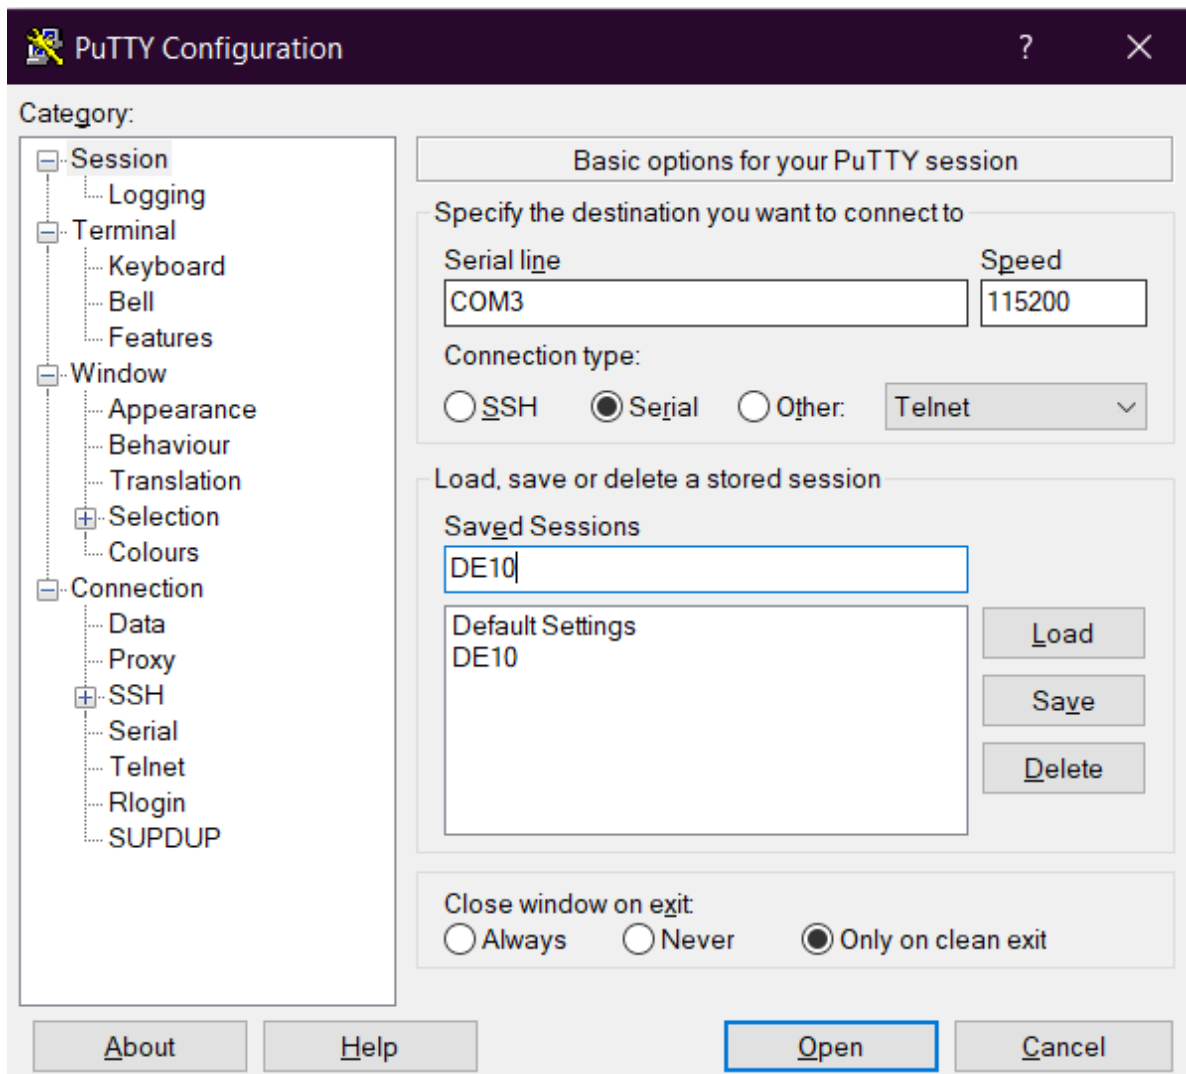 PuTTY Configuration
?
Category:
Session
Logging
Terminal
Keyboard
Bell
Features
Window
Appearance
Behaviour
Translation
Selection
Colours
Connection
Data
Proxy
SSH
Serial
Telnet
Rlogin
SUPDUP
Basic options for your PuTTY session
Specify the destination you want to connect to
Serial line Speed
COM3 115200
Connection type:
SSH Serial Other: Telnet
Load, save or delete a stored session
Saved Sessions
DE10
Default Settings
DE10
Load
Save
Delete
Close window on exit:
Always Never Only on clean exit
About Help Open Cancel